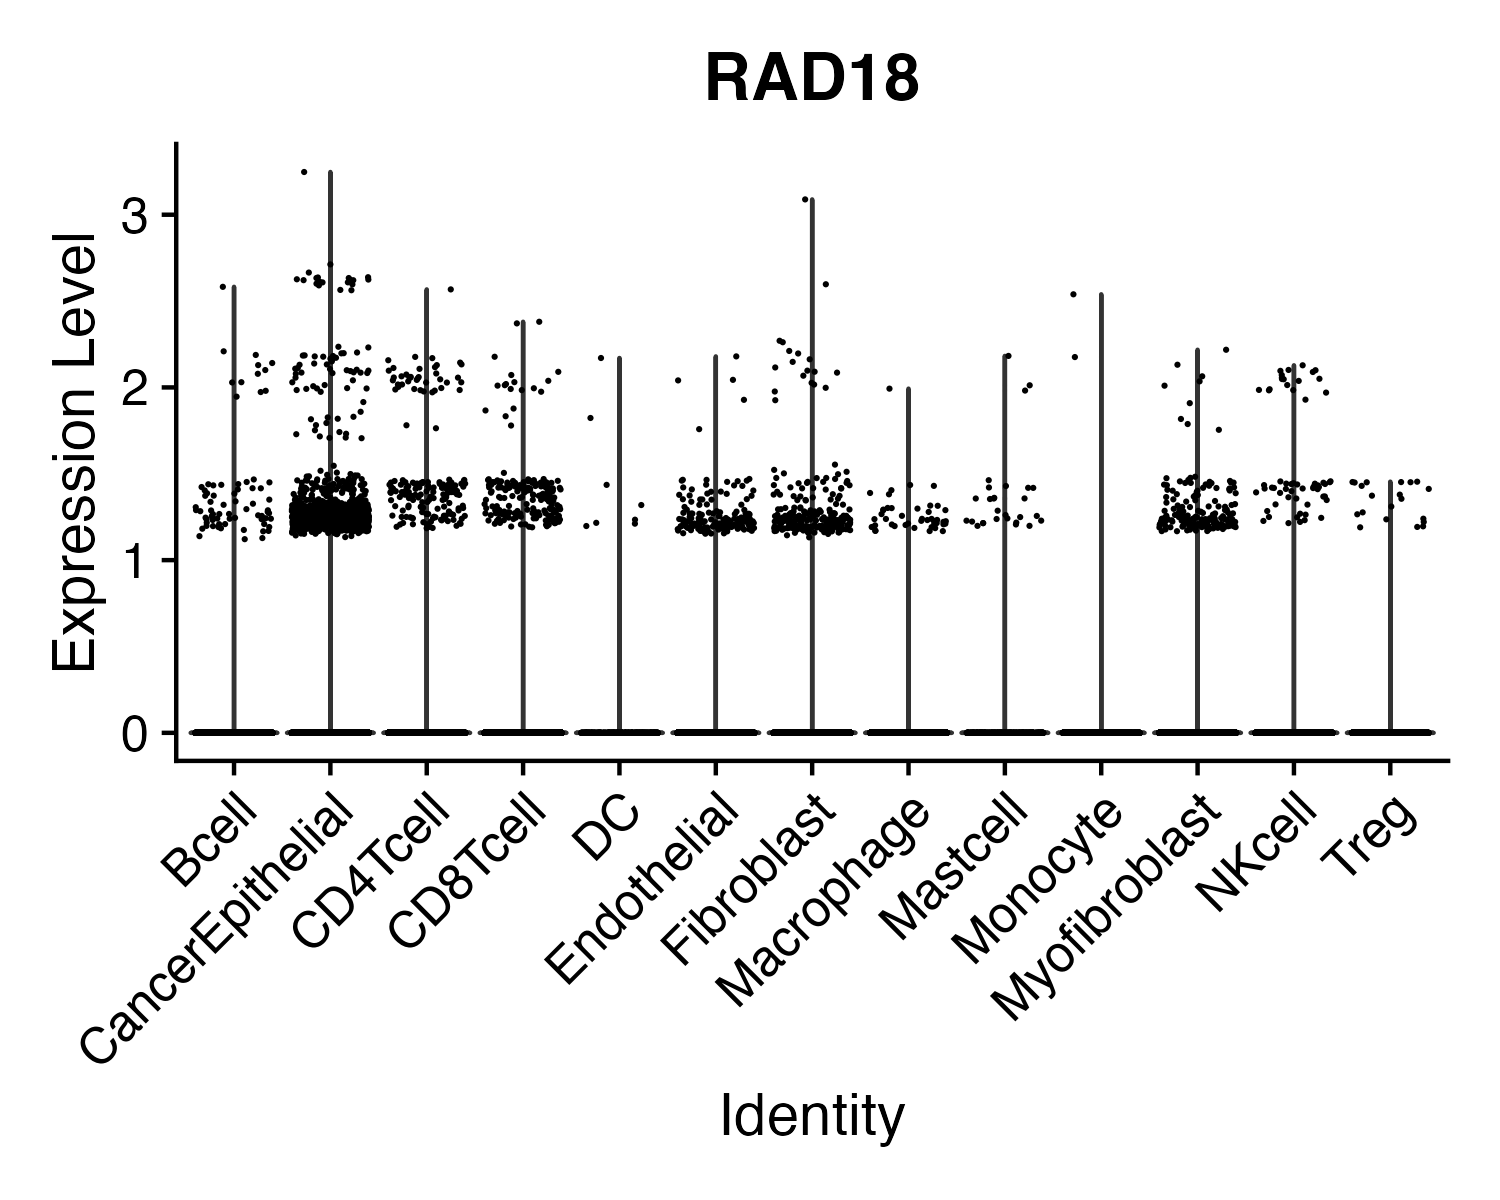 RAD18
Expression Level
3
2
1
0
Bcell
CancerEpithelial
CD4Tcell
CD8Tcell
DC
Endothelial
Fibroblast
Macrophage
Mastcell
Monocyte
Myofibroblast
NKcell
Treg
Identity